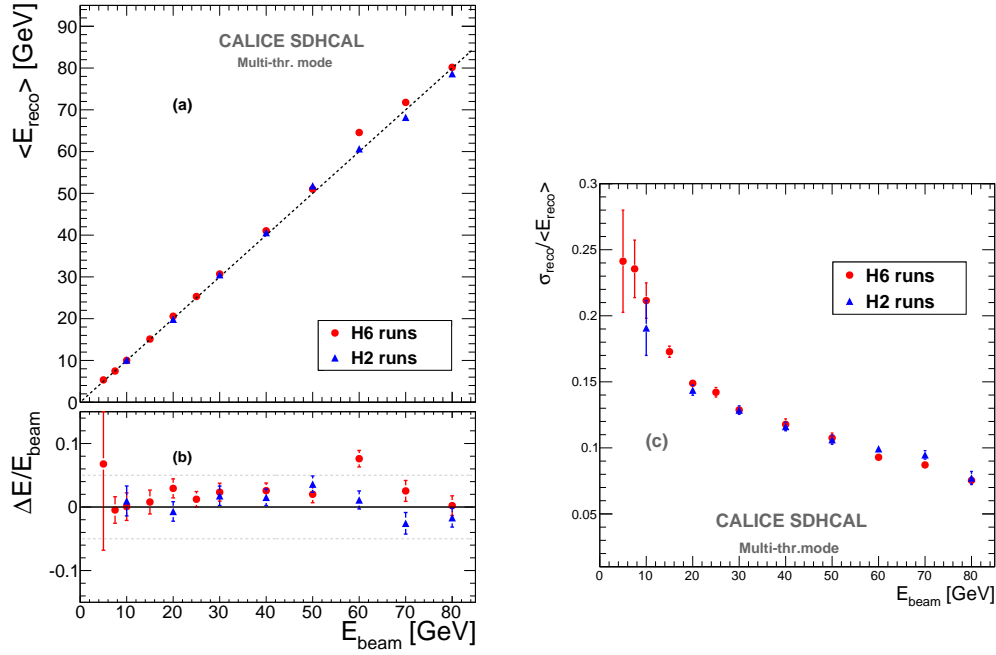 <E_reco> [GeV]
90
80
70
60
50
40
30
20
10
0
CALICE SDHCAL
Multi-thr. mode
(a)
H6 runs
H2 runs
ΔE/E_beam
0.1
0
-0.1
(b)
0 10 20 30 40 50 60 70 80
E_beam [GeV]
σ_reco/<E_reco>
0.3
0.25
0.2
0.15
0.1
0.05
H6 runs
H2 runs
(c)
CALICE SDHCAL
Multi-thr.mode
0 10 20 30 40 50 60 70 80
E_beam [GeV]